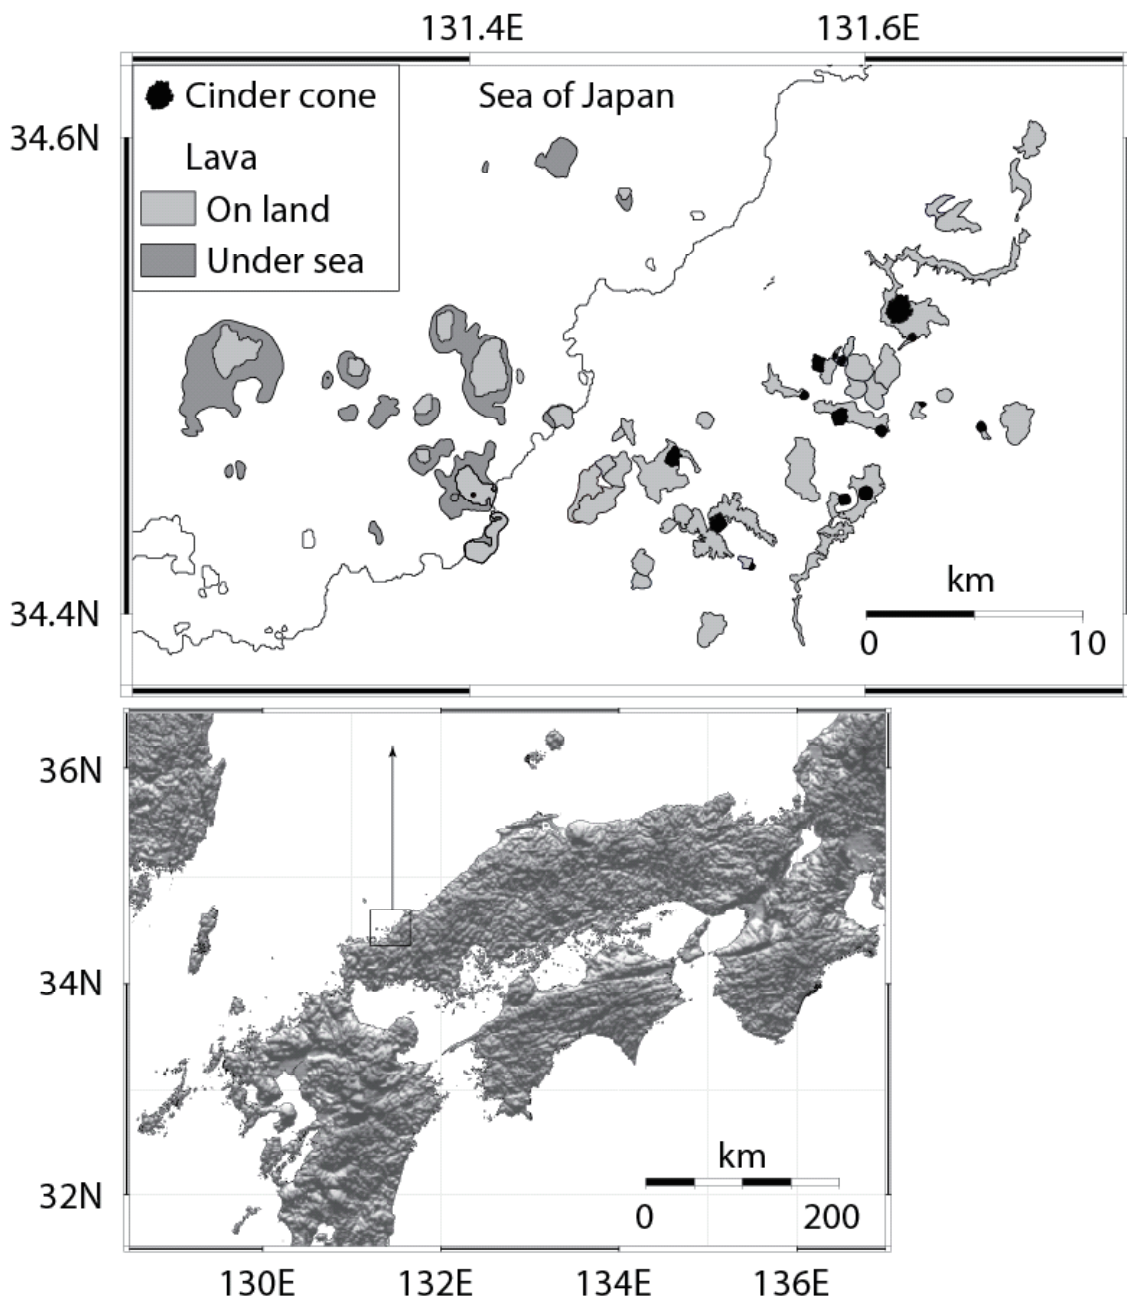 131.4E 131.6E
Cinder cone
Sea of Japan
34.6N
Lava
On land
Under sea
km
34.4N
0 10
36N
34N
km
32N
0 200
130E 132E 134E 136E